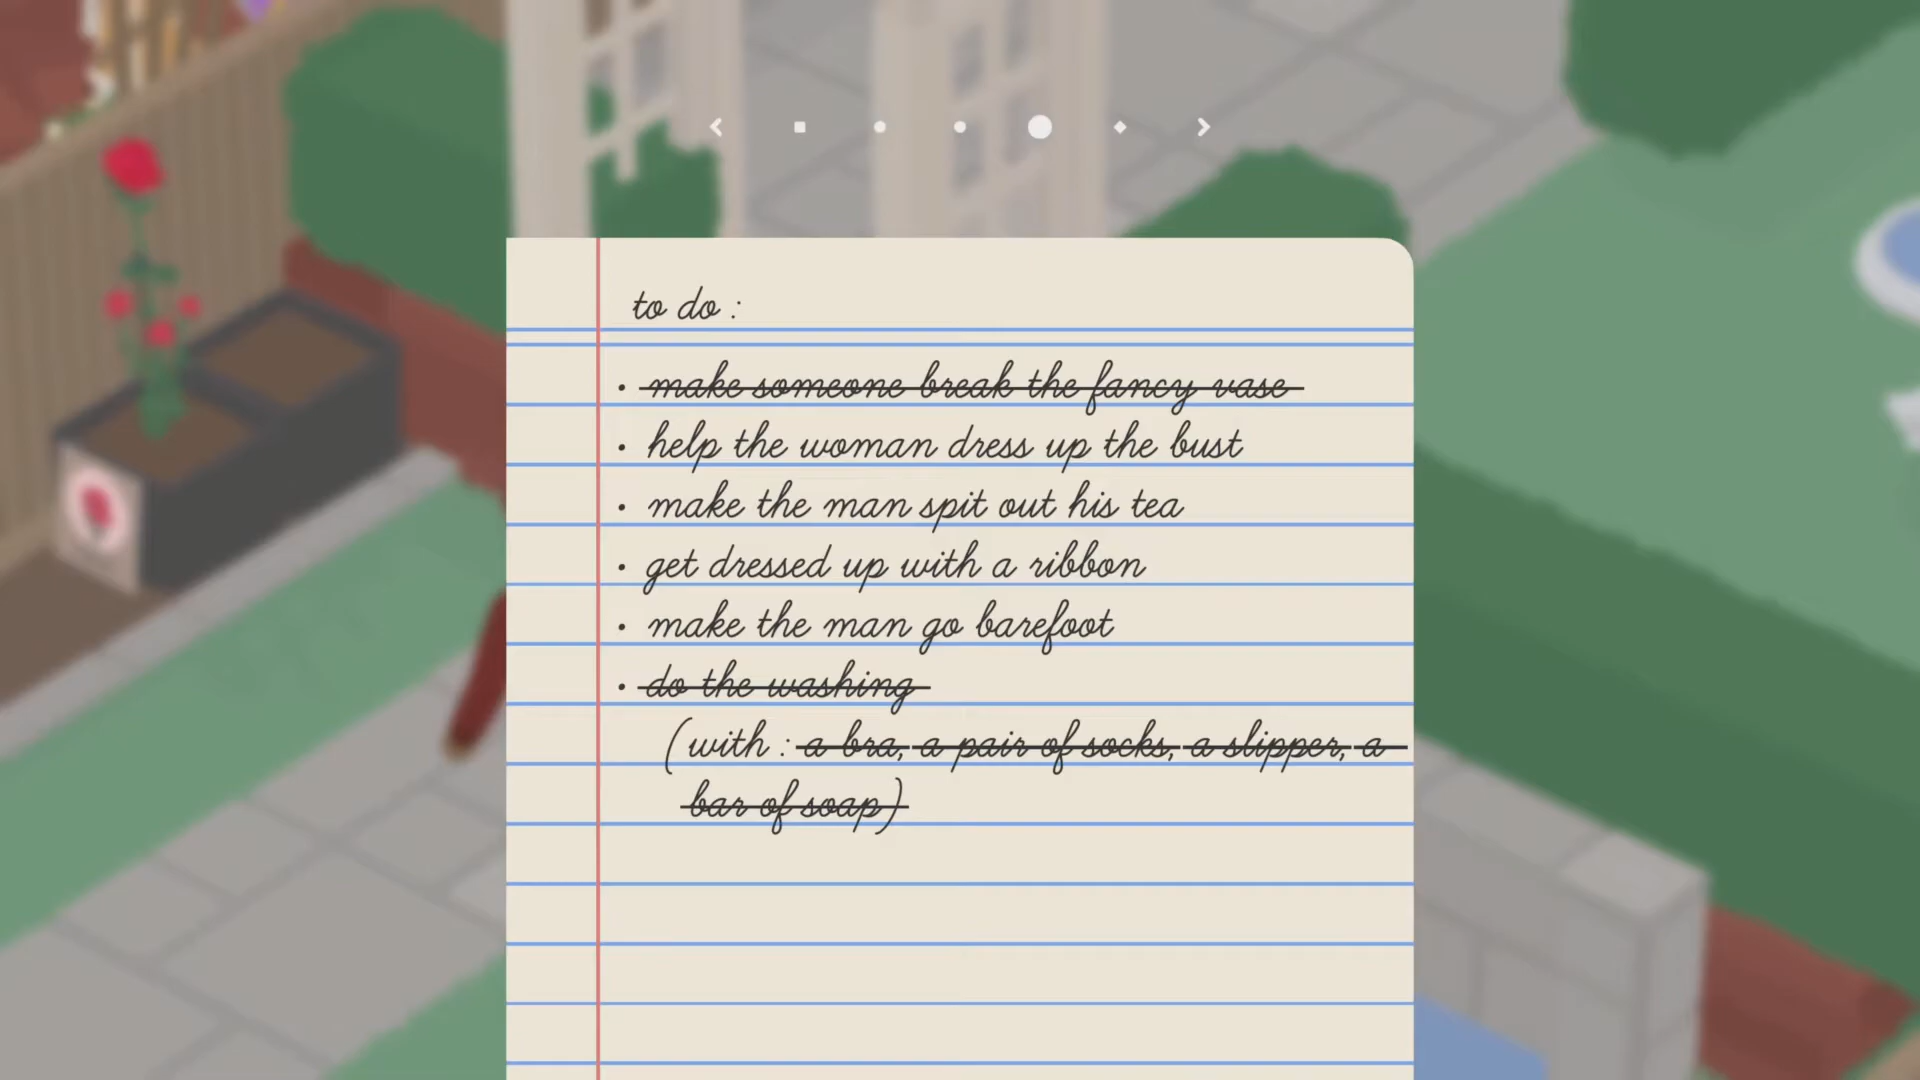 to do :
• make someone break the fancy vase
• help the woman dress up the bust
• make the man spit out his tea
• get dressed up with a ribbon
• make the man go barefoot
• do the washing
(with : a bra, a pair of socks, a slipper, a
bar of soap)